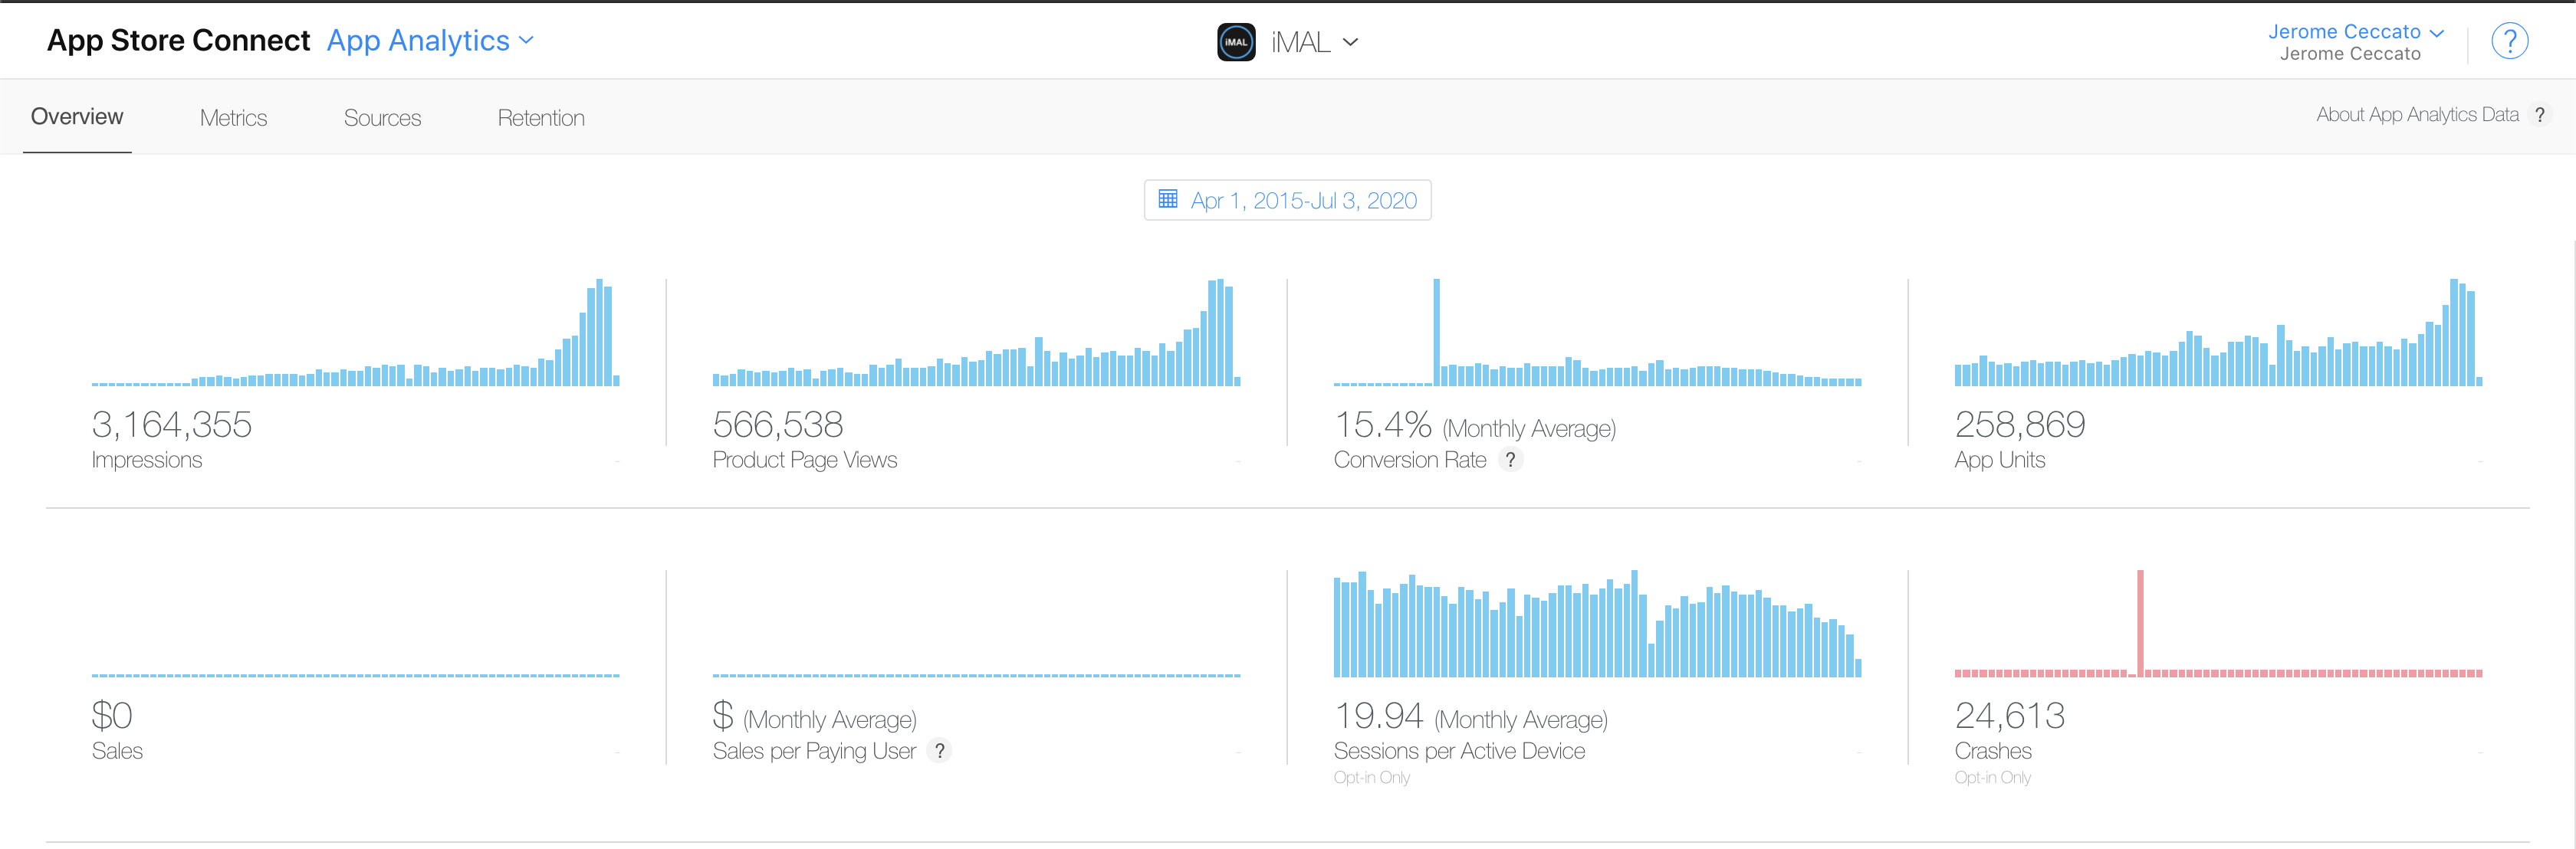 App Store Connect App Analytics
iMAL iMAL
Jerome Ceccato
Jerome Ceccato
?
Overview Metrics Sources Retention
About App Analytics Data ?
Apr 1, 2015-Jul 3, 2020
3,164,355
Impressions
-
566,538
Product Page Views
-
15.4% (Monthly Average)
Conversion Rate ?
-
258,869
App Units
-
$0
Sales
-
$ (Monthly Average)
Sales per Paying User ?
-
19.94 (Monthly Average)
Sessions per Active Device
-
Opt-in Only
24,613
Crashes
-
Opt-in Only